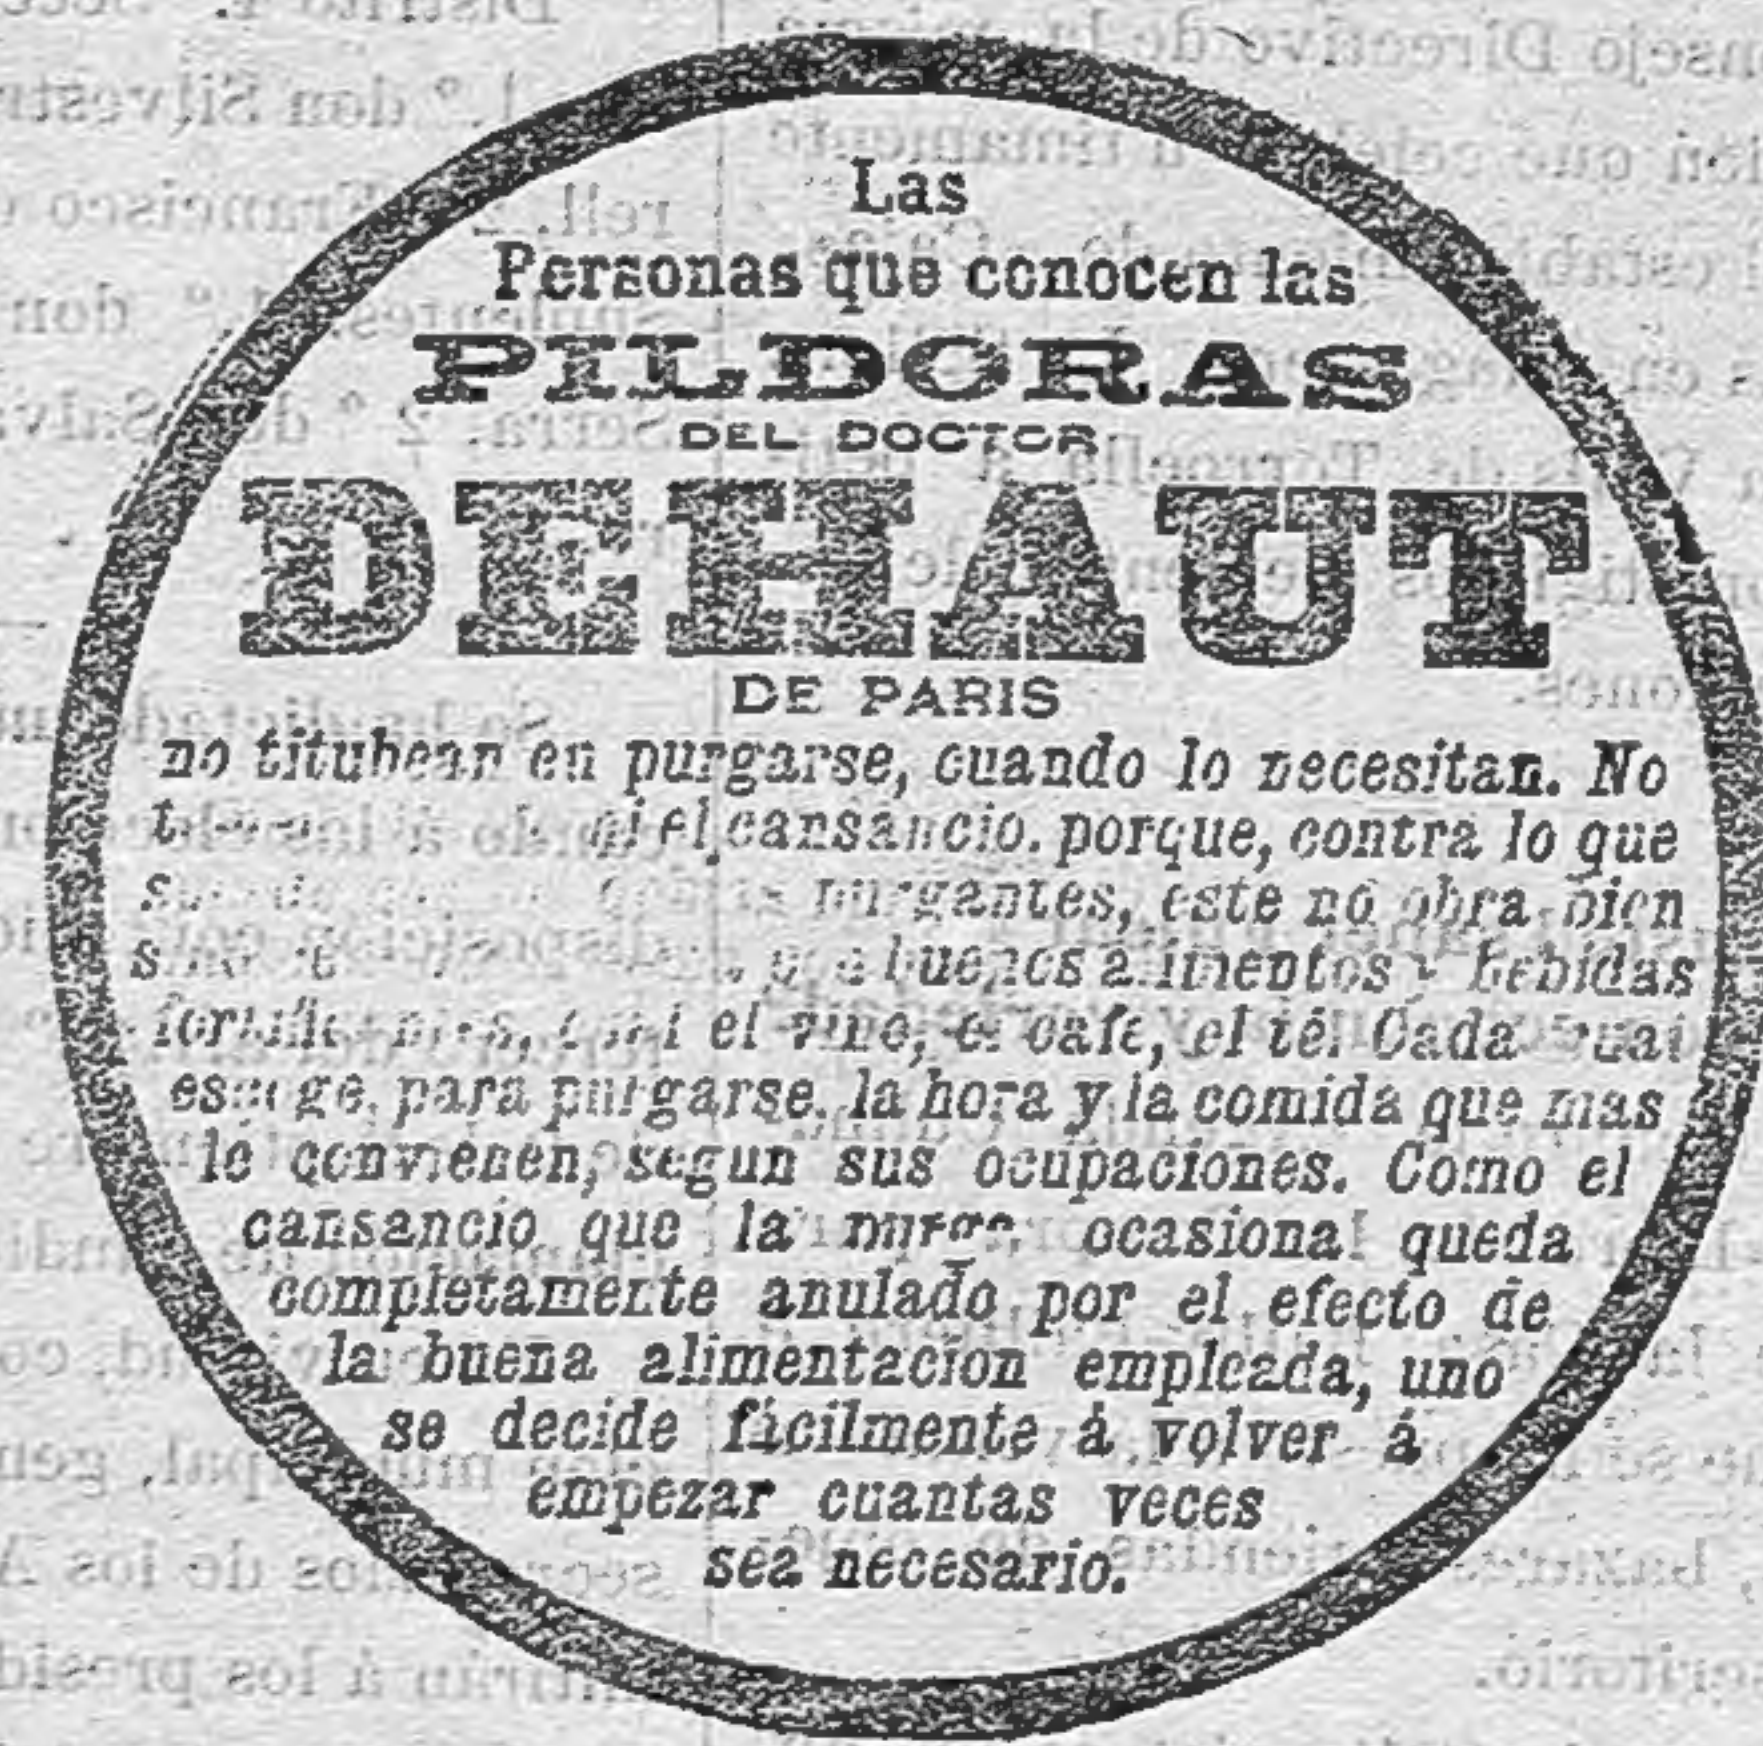 Las
Personas que conocen las
PILDORAS
DEL DOCTOR
DEHAUT
DE PARIS
no titubean en purgarse, cuando lo necesitan. No
ni el cansancio, porque, contra lo que
purgantes, este no obra bien
buenos alimentos y bebidas
el vino, el café, el té. Cada cual
escoge, para purgarse, la hora y la comida que mas
le convienen, segun sus ocupaciones. Como el
cansancio que la purga ocasiona queda
completamente anulado por el efecto de
la buena alimentacion empleada, uno
se decide fácilmente á volver á
empezar cuantas veces
sea necesario.